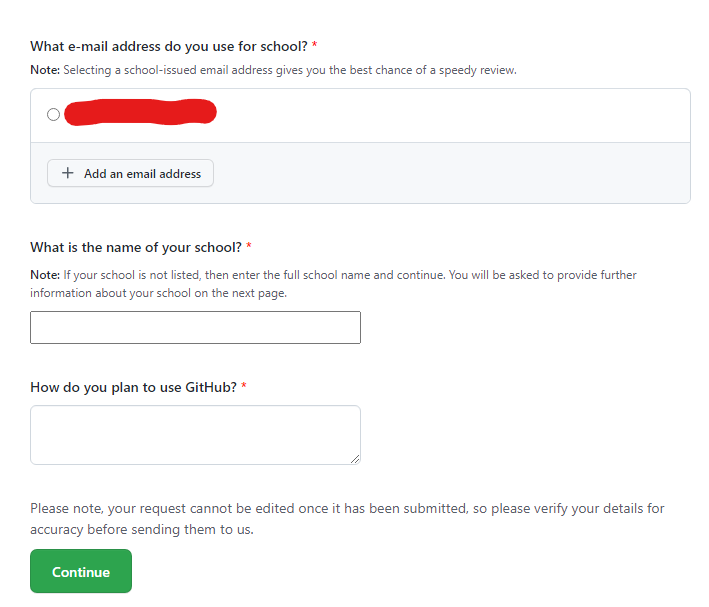 What e-mail address do you use for school? *
Note: Selecting a school-issued email address gives you the best chance of a speedy review.
+ Add an email address
What is the name of your school? *
Note: If your school is not listed, then enter the full school name and continue. You will be asked to provide further
information about your school on the next page.
How do you plan to use GitHub? *
Please note, your request cannot be edited once it has been submitted, so please verify your details for
accuracy before sending them to us.
Continue